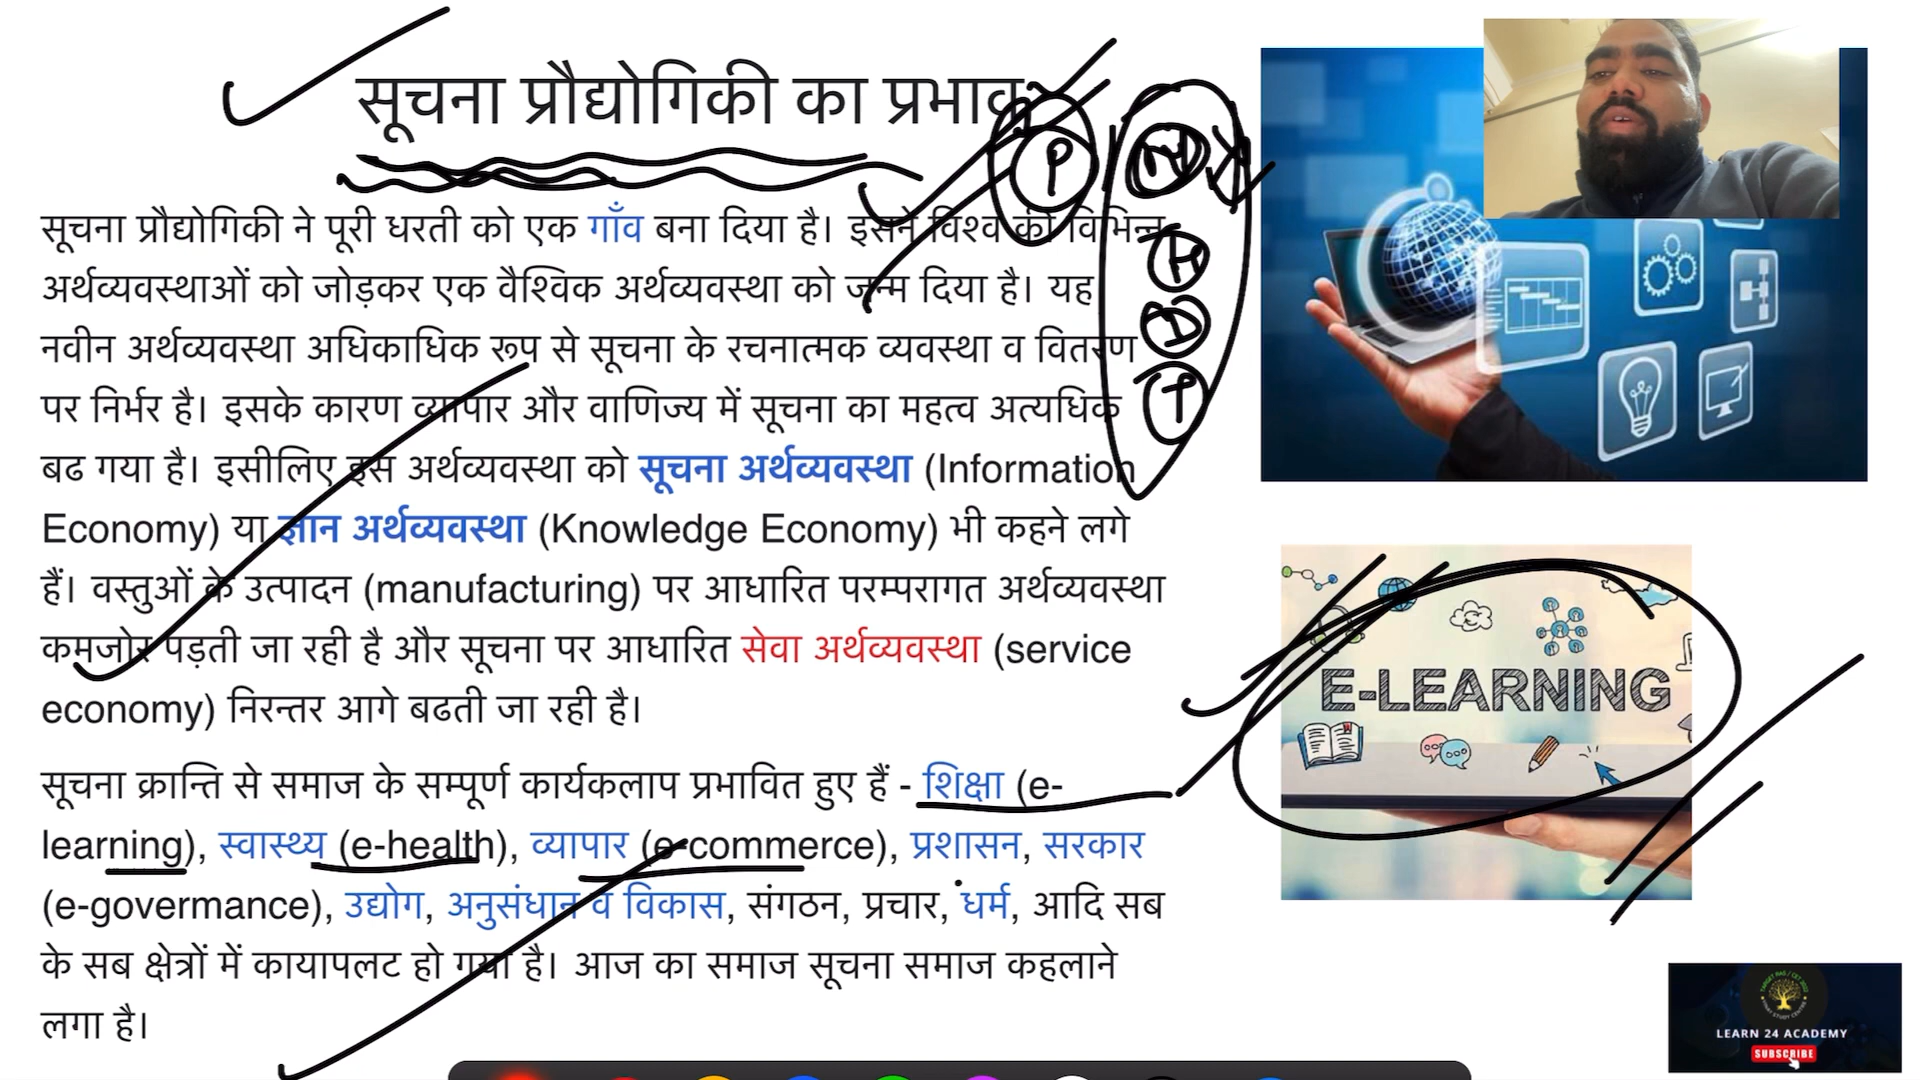 सूचना प्रौद्योगिकी का प्रभाव
P
H
I
T
सूचना प्रौद्योगिकी ने पूरी धरती को एक गाँव बना दिया है। इसने विश्व की विभिन्न
अर्थव्यवस्थाओं को जोड़कर एक वैश्विक अर्थव्यवस्था को जन्म दिया है। यह
नवीन अर्थव्यवस्था अधिकाधिक रूप से सूचना के रचनात्मक व्यवस्था व वितरण
पर निर्भर है। इसके कारण व्यापार और वाणिज्य में सूचना का महत्व अत्यधिक
बढ गया है। इसीलिए इस अर्थव्यवस्था को सूचना अर्थव्यवस्था (Information
Economy) या ज्ञान अर्थव्यवस्था (Knowledge Economy) भी कहने लगे
हैं। वस्तुओं के उत्पादन (manufacturing) पर आधारित परम्परागत अर्थव्यवस्था
कमजोर पड़ती जा रही है और सूचना पर आधारित सेवा अर्थव्यवस्था (service
economy) निरन्तर आगे बढती जा रही है।
सूचना क्रान्ति से समाज के सम्पूर्ण कार्यकलाप प्रभावित हुए हैं - शिक्षा (e-
learning), स्वास्थ्य (e-health), व्यापार (e-commerce), प्रशासन, सरकार
(e-govermance), उद्योग, अनुसंधान व विकास, संगठन, प्रचार, धर्म, आदि सब
के सब क्षेत्रों में कायापलट हो गया है। आज का समाज सूचना समाज कहलाने
लगा है।
E-LEARNING
LEARN 24 ACADEMY
SUBSCRIBE